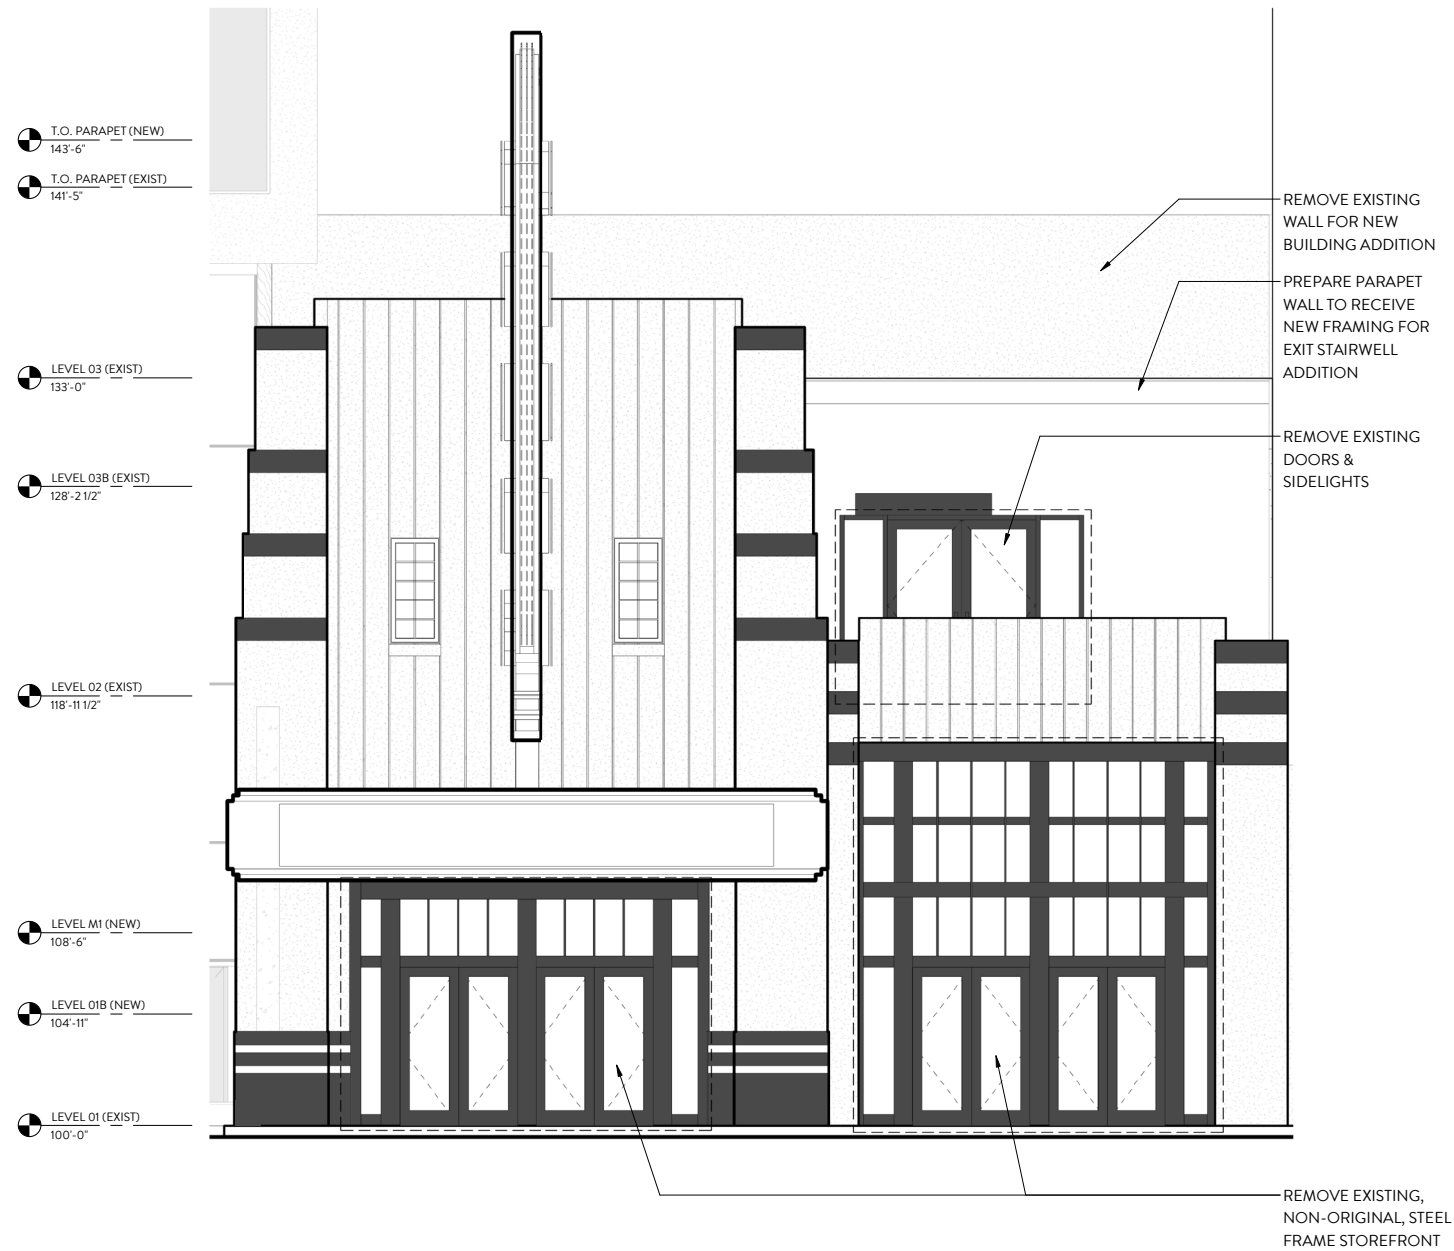 T.O. PARAPET (NEW)
143'-6"
T.O. PARAPET (EXIST)
141'-5"
LEVEL 03 (EXIST)
133'-0"
LEVEL 03B (EXIST)
128'-2 1/2"
LEVEL 02 (EXIST)
118'-11 1/2"
LEVEL M1 (NEW)
108'-6"
LEVEL 01B (NEW)
104'-11"
LEVEL 01 (EXIST)
100'-0"
REMOVE EXISTING
WALL FOR NEW
BUILDING ADDITION
PREPARE PARAPET
WALL TO RECEIVE
NEW FRAMING FOR
EXIT STAIRWELL
ADDITION
REMOVE EXISTING
DOORS &
SIDELIGHTS
REMOVE EXISTING,
NON-ORIGINAL, STEEL
FRAME STOREFRONT